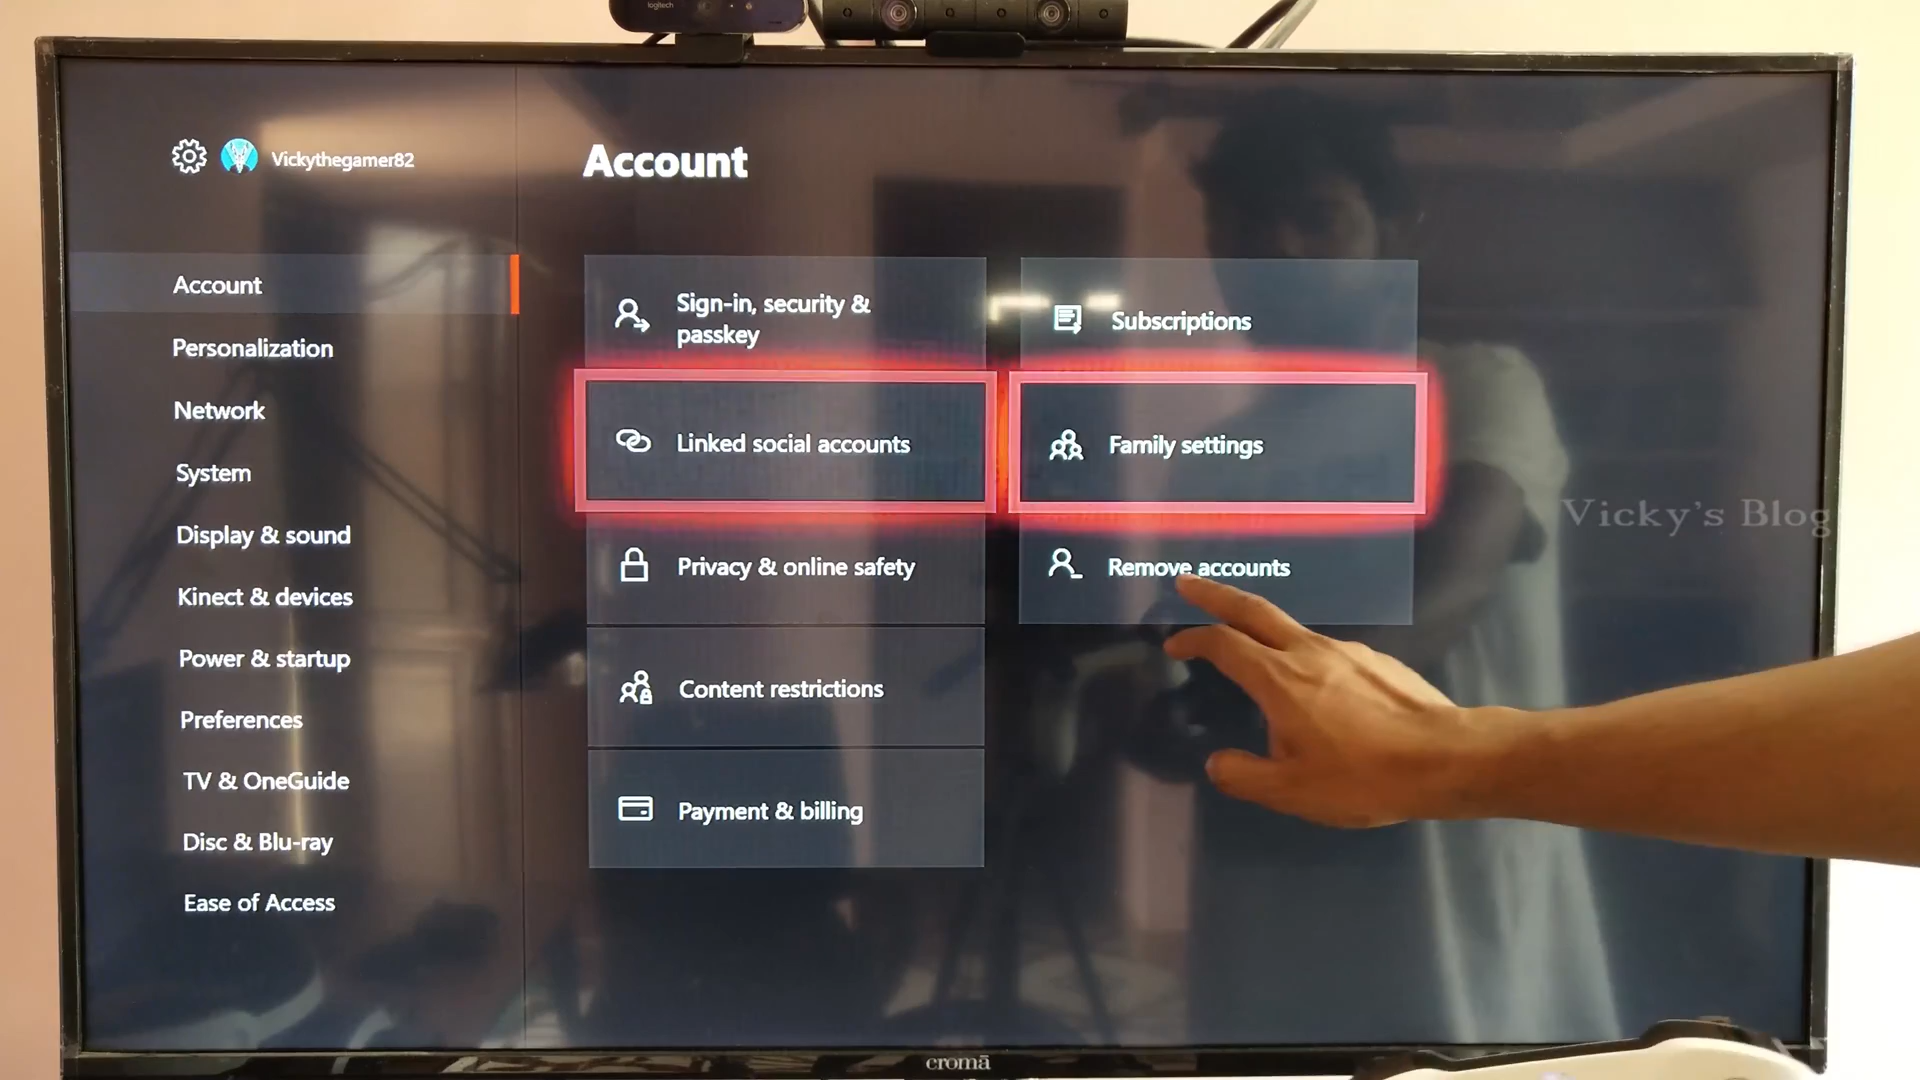 logitech
Vickythegamer82
Account
Account
Personalization
Network
System
Display & sound
Kinect & devices
Power & startup
Preferences
TV & OneGuide
Disc & Blu-ray
Ease of Access
Sign-in, security &
passkey
Linked social accounts
Privacy & online safety
Content restrictions
Payment & billing
Subscriptions
Family settings
Remove accounts
Vicky's Blog
cromā